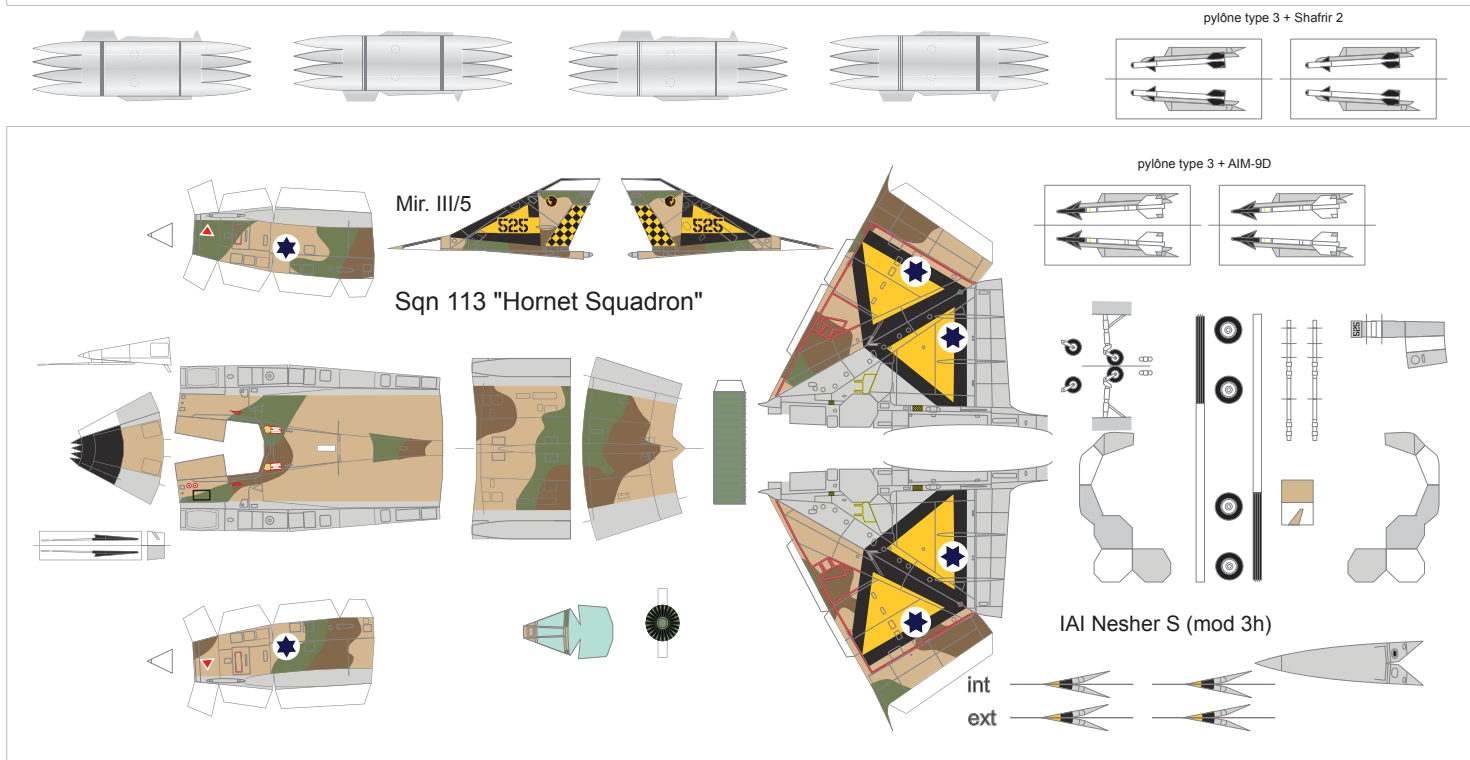 pylône type 3 + Shafrir 2
pylône type 3 + AIM-9D
Mir. III/5
525
525
Sqn 113 "Hornet Squadron"
525
IAI Nesher S (mod 3h)
int
ext